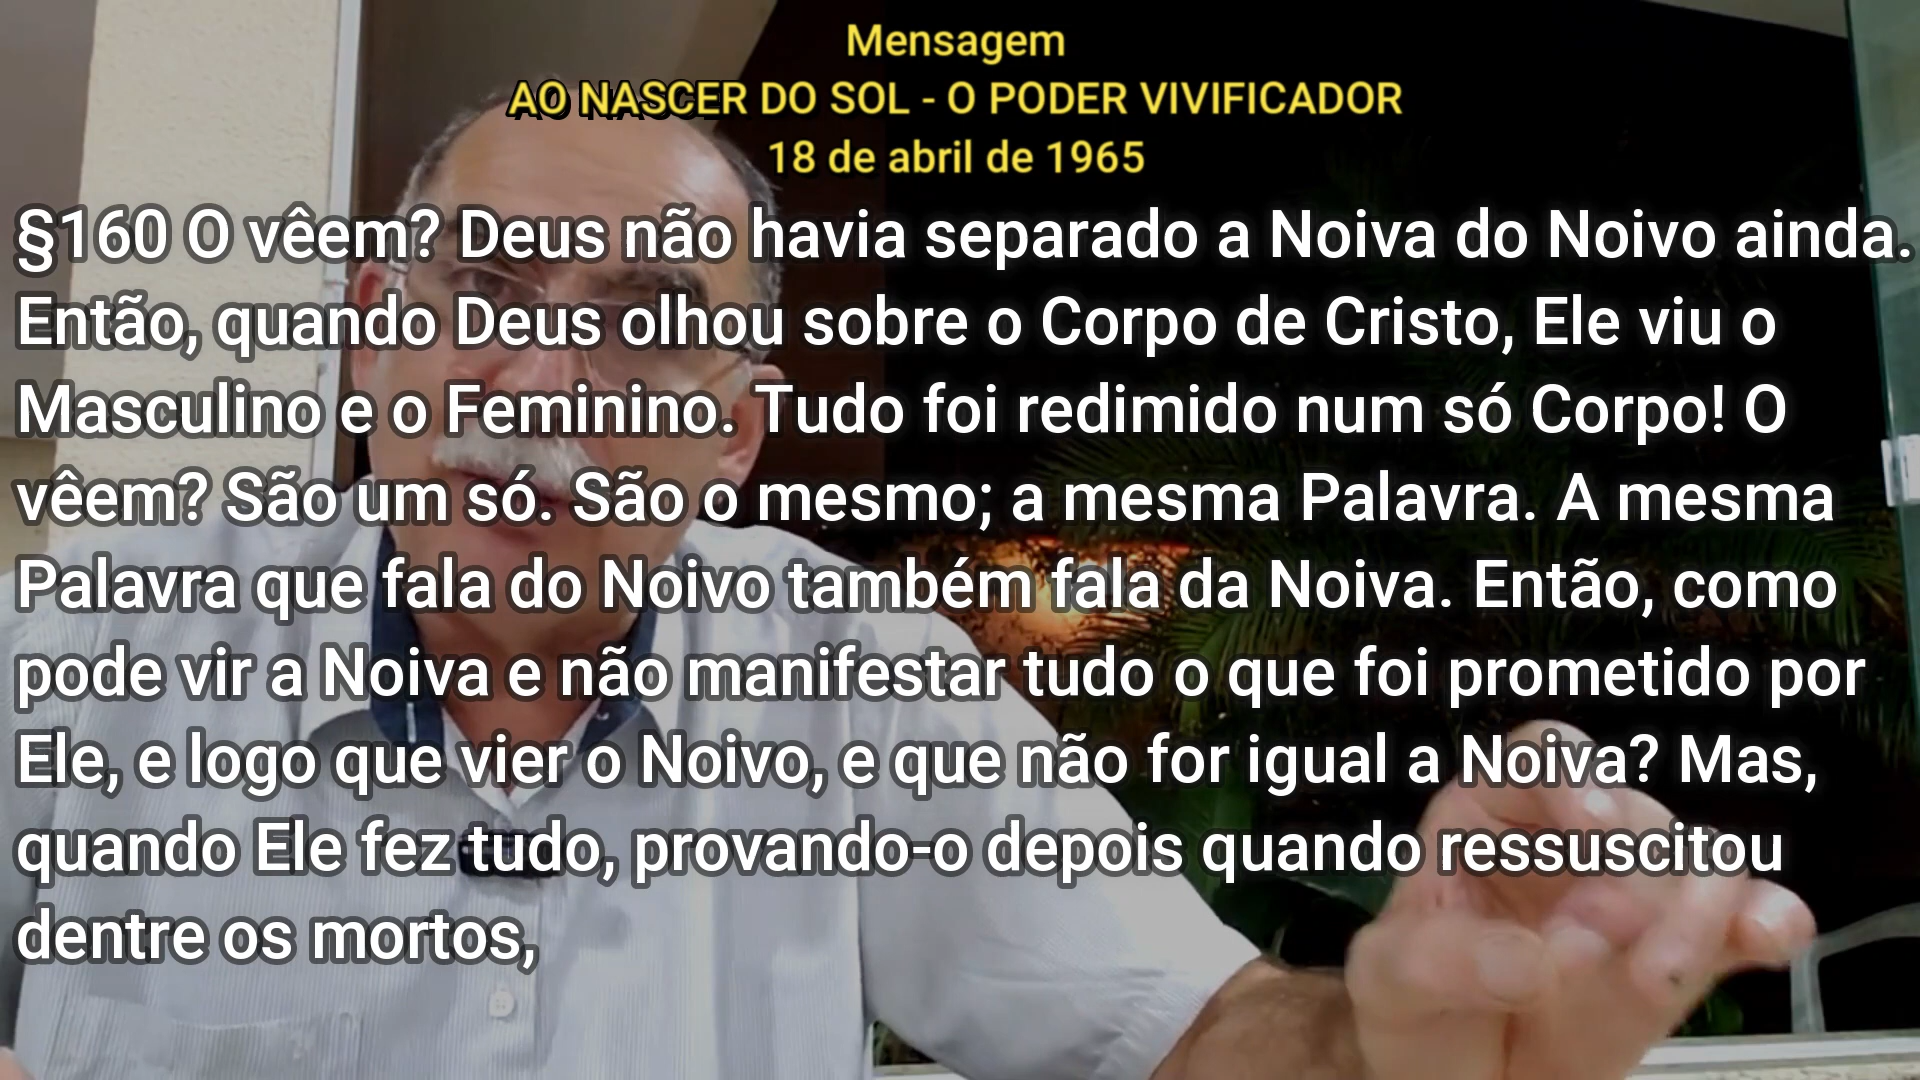 Mensagem
AO NASCER DO SOL - O PODER VIVIFICADOR
18 de abril de 1965
§160 O vêem? Deus não havia separado a Noiva do Noivo ainda.
Então, quando Deus olhou sobre o Corpo de Cristo, Ele viu o
Masculino e o Feminino. Tudo foi redimido num só Corpo! O
vêem? São um só. São o mesmo; a mesma Palavra. A mesma
Palavra que fala do Noivo também fala da Noiva. Então, como
pode vir a Noiva e não manifestar tudo o que foi prometido por
Ele, e logo que vier o Noivo, e que não for igual a Noiva? Mas,
quando Ele fez tudo, provando-o depois quando ressuscitou
dentre os mortos,